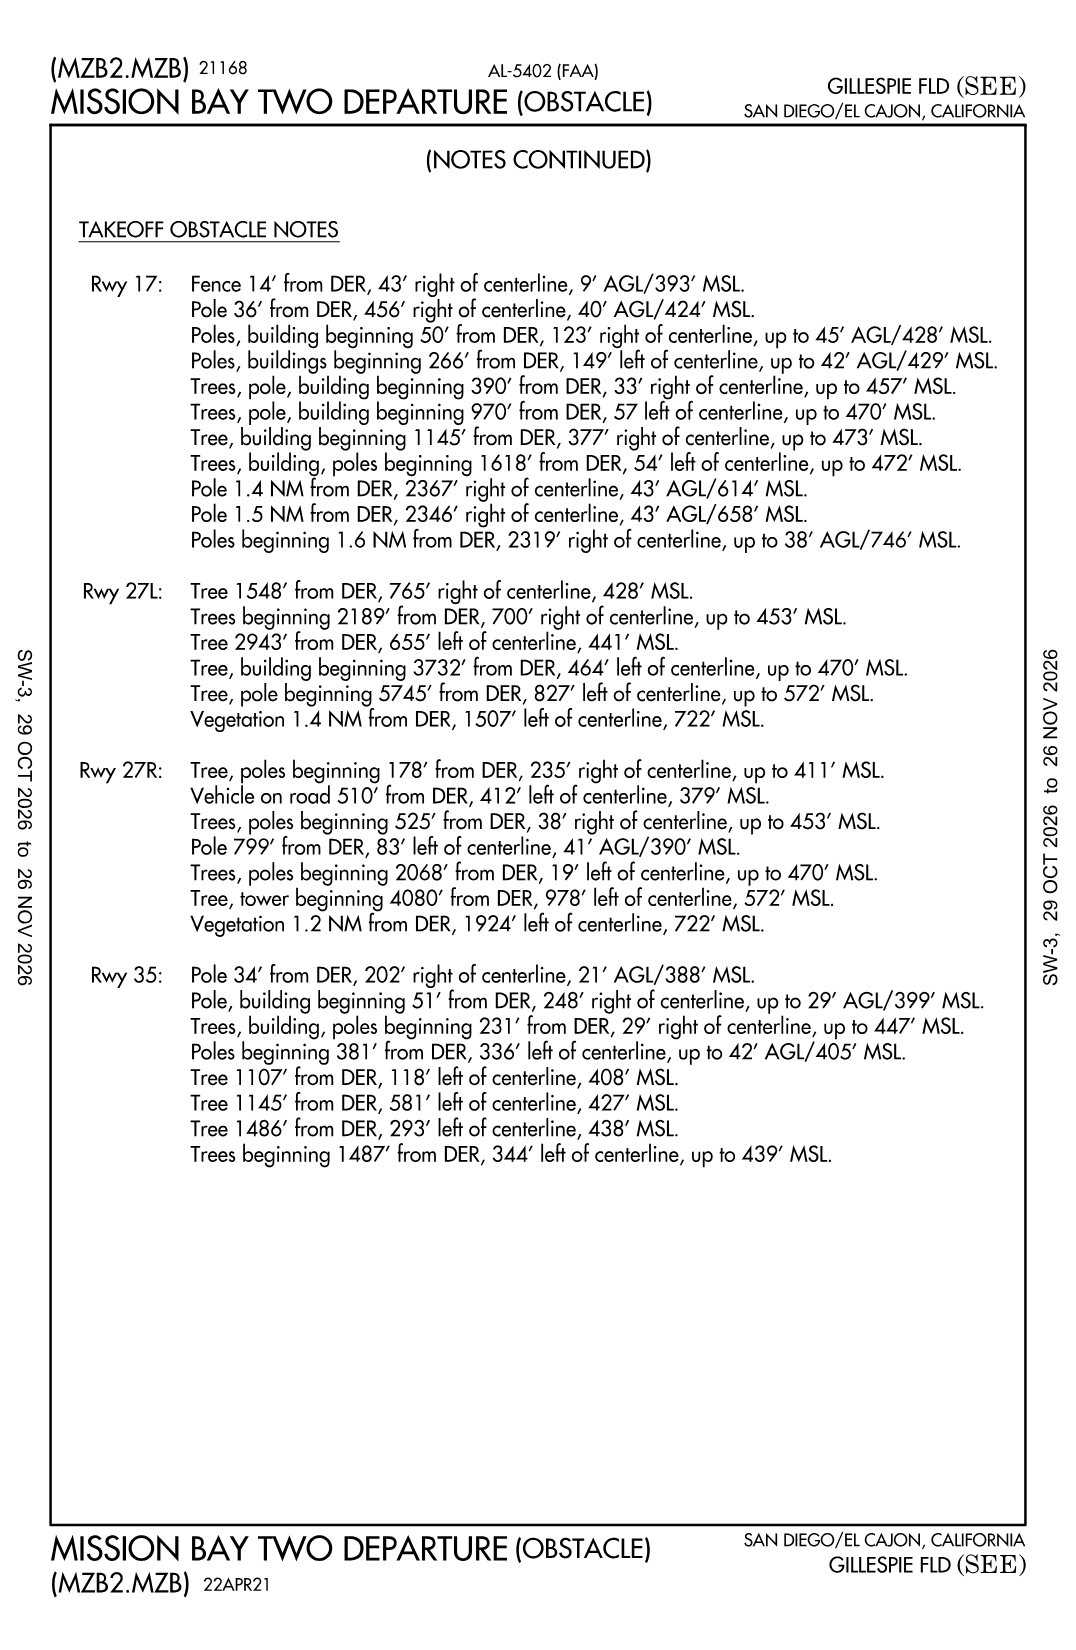 (MZB2.MZB) 21168
AL-5402 (FAA)
MISSION BAY TWO DEPARTURE (OBSTACLE)
GILLESPIE FLD (SEE)
SAN DIEGO/EL CAJON, CALIFORNIA
(NOTES CONTINUED)
TAKEOFF OBSTACLE NOTES
Rwy 17: Fence 14′ from DER, 43′ right of centerline, 9′ AGL/393′ MSL.
Pole 36′ from DER, 456′ right of centerline, 40′ AGL/424′ MSL.
Poles, building beginning 50′ from DER, 123′ right of centerline, up to 45′ AGL/428′ MSL.
Poles, buildings beginning 266′ from DER, 149′ left of centerline, up to 42′ AGL/429′ MSL.
Trees, pole, building beginning 390′ from DER, 33′ right of centerline, up to 457′ MSL.
Trees, pole, building beginning 970′ from DER, 57 left of centerline, up to 470′ MSL.
Tree, building beginning 1145′ from DER, 377′ right of centerline, up to 473′ MSL.
Trees, building, poles beginning 1618′ from DER, 54′ left of centerline, up to 472′ MSL.
Pole 1.4 NM from DER, 2367′ right of centerline, 43′ AGL/614′ MSL.
Pole 1.5 NM from DER, 2346′ right of centerline, 43′ AGL/658′ MSL.
Poles beginning 1.6 NM from DER, 2319′ right of centerline, up to 38′ AGL/746′ MSL.
Rwy 27L: Tree 1548′ from DER, 765′ right of centerline, 428′ MSL.
Trees beginning 2189′ from DER, 700′ right of centerline, up to 453′ MSL.
Tree 2943′ from DER, 655′ left of centerline, 441′ MSL.
Tree, building beginning 3732′ from DER, 464′ left of centerline, up to 470′ MSL.
Tree, pole beginning 5745′ from DER, 827′ left of centerline, up to 572′ MSL.
Vegetation 1.4 NM from DER, 1507′ left of centerline, 722′ MSL.
Rwy 27R: Tree, poles beginning 178′ from DER, 235′ right of centerline, up to 411′ MSL.
Vehicle on road 510′ from DER, 412′ left of centerline, 379′ MSL.
Trees, poles beginning 525′ from DER, 38′ right of centerline, up to 453′ MSL.
Pole 799′ from DER, 83′ left of centerline, 41′ AGL/390′ MSL.
Trees, poles beginning 2068′ from DER, 19′ left of centerline, up to 470′ MSL.
Tree, tower beginning 4080′ from DER, 978′ left of centerline, 572′ MSL.
Vegetation 1.2 NM from DER, 1924′ left of centerline, 722′ MSL.
Rwy 35: Pole 34′ from DER, 202′ right of centerline, 21′ AGL/388′ MSL.
Pole, building beginning 51′ from DER, 248′ right of centerline, up to 29′ AGL/399′ MSL.
Trees, building, poles beginning 231′ from DER, 29′ right of centerline, up to 447′ MSL.
Poles beginning 381′ from DER, 336′ left of centerline, up to 42′ AGL/405′ MSL.
Tree 1107′ from DER, 118′ left of centerline, 408′ MSL.
Tree 1145′ from DER, 581′ left of centerline, 427′ MSL.
Tree 1486′ from DER, 293′ left of centerline, 438′ MSL.
Trees beginning 1487′ from DER, 344′ left of centerline, up to 439′ MSL.
SW-3, 29 OCT 2026 to 26 NOV 2026
SW-3, 29 OCT 2026 to 26 NOV 2026
MISSION BAY TWO DEPARTURE (OBSTACLE)
(MZB2.MZB) 22APR21
SAN DIEGO/EL CAJON, CALIFORNIA
GILLESPIE FLD (SEE)